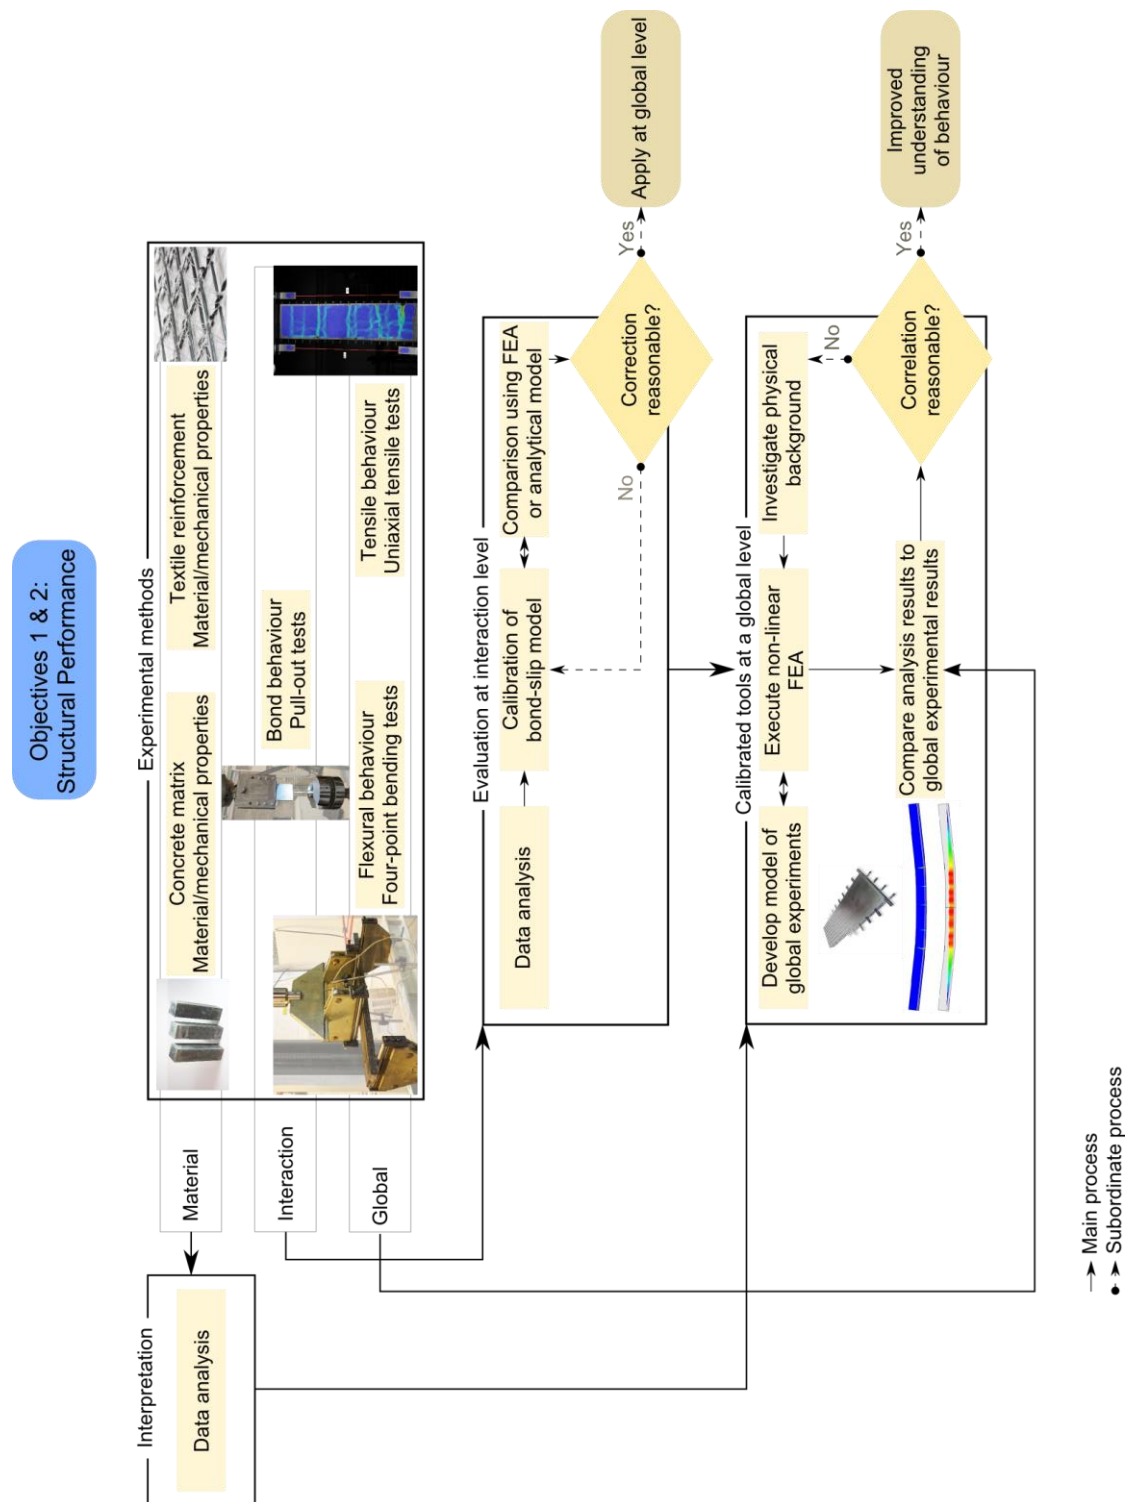 Objectives 1 & 2:
Structural Performance
Interpretation
Data analysis
Experimental methods
Material
Concrete matrix
Material/mechanical properties
Textile reinforcement
Material/mechanical properties
Interaction
Bond behaviour
Pull-out tests
Global
Flexural behaviour
Four-point bending tests
Tensile behaviour
Uniaxial tensile tests
Evaluation at interaction level
Data analysis
Calibration of
bond-slip model
Comparison using FEA
or analytical model
No
Correction
reasonable?
Yes
Apply at global level
Calibrated tools at a global level
Develop model of
global experiments
Execute non-linear
FEA
Investigate physical
background
No
Compare analysis results to
global experimental results
Correlation
reasonable?
Yes
Improved
understanding
of behaviour
Main process
Subordinate process